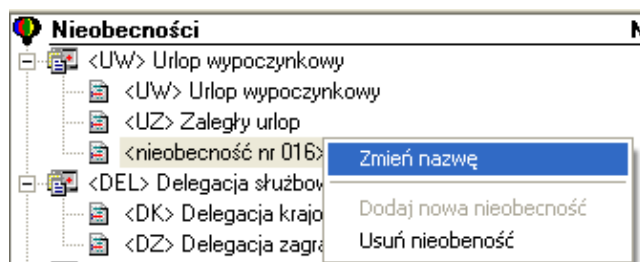 Nieobecności N
<UW> Urlop wypoczynkowy
<UW> Urlop wypoczynkowy
<UZ> Zaległy urlop
<nieobecność nr 016>
Zmień nazwę
<DEL> Delegacja służbow
Dodaj nowa nieobecność
<DK> Delegacja krajo
<DZ> Delegacja zagra
Usuń nieobeność